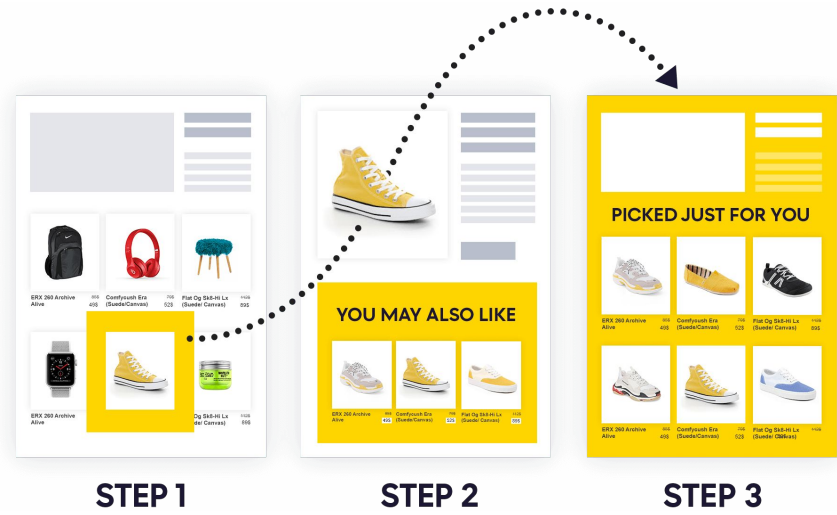 PICKED JUST FOR YOU
ERX 260 Archive
Alive
49$
Comfyoush Era
(Suede/Canvas)
52$
Flat Og Sk8-Hi Lx
(Suede/ Canvas)
89$
YOU MAY ALSO LIKE
ERX 260 Archive
Alive
Og Sk8-Hi Lx
de/ Canvas)
89$
ERX 260 Archive
Alive
49$
Comfyoush Era
(Suede/Canvas)
52$
Flat Og Sk8-Hi Lx
(Suede/ Canvas)
89$
ERX 260 Archive
Alive
49$
Comfyoush Era
(Suede/Canvas)
52$
Flat Og Sk8-Hi Lx
(Suede/ Canvas)
89$
ERX 260 Archive
Alive
49$
Comfyoush Era
(Suede/Canvas)
52$
Flat Og Sk8-Hi Lx
STEP 1
STEP 2
STEP 3